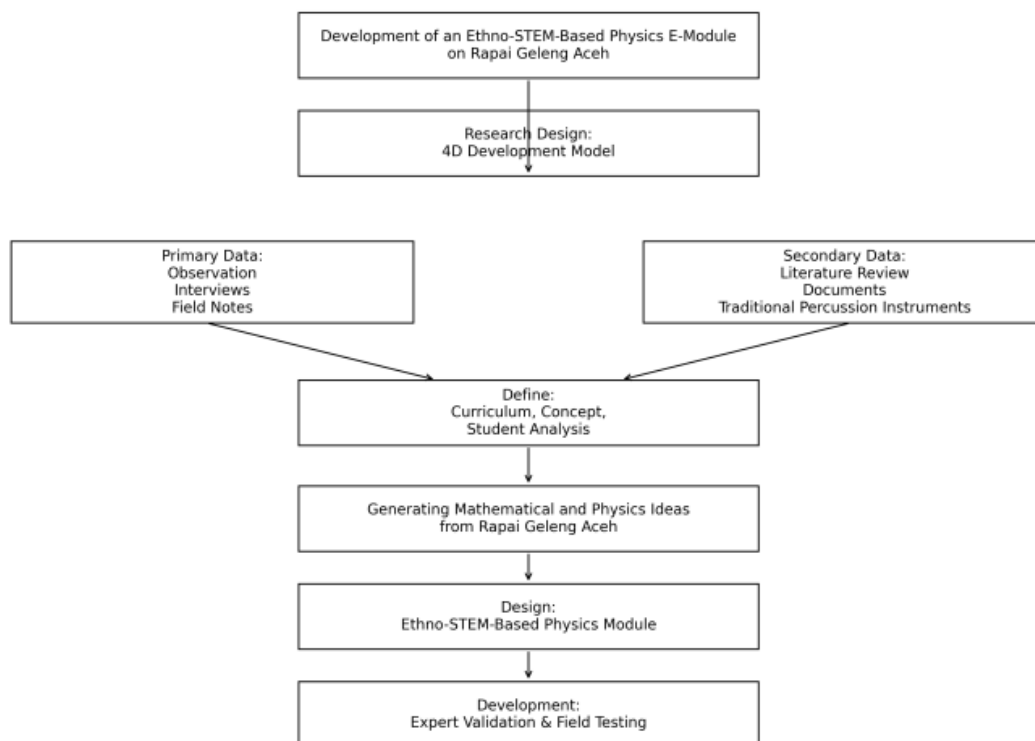 Development of an Ethno-STEM-Based Physics E-Module
on Rapai Geleng Aceh
Research Design:
4D Development Model
Primary Data:
Observation
Interviews
Field Notes
Secondary Data:
Literature Review
Documents
Traditional Percussion Instruments
Define:
Curriculum, Concept,
Student Analysis
Generating Mathematical and Physics Ideas
from Rapai Geleng Aceh
Design:
Ethno-STEM-Based Physics Module
Development:
Expert Validation & Field Testing